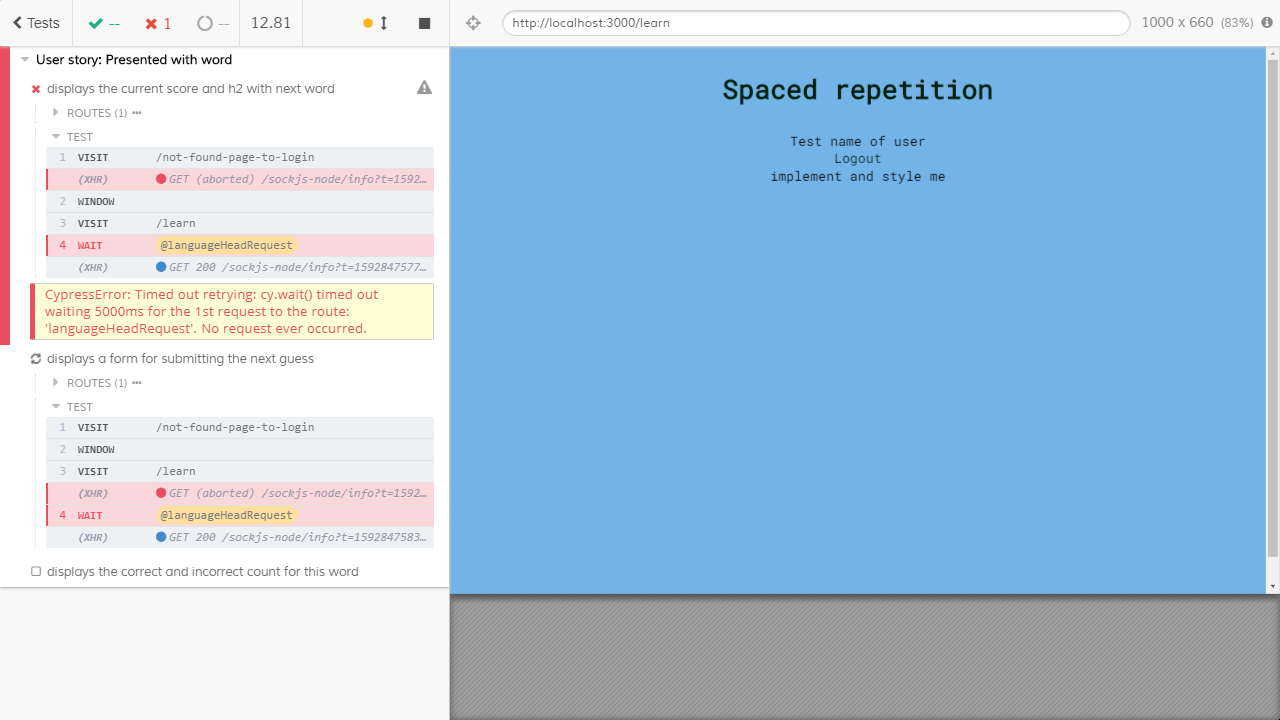 Tests -- 1 -- 12.81 http://localhost:3000/learn 1000 x 660 (83%)
User story: Presented with word
displays the current score and h2 with next word
ROUTES (1)
TEST
1 VISIT /not-found-page-to-login
(XHR) GET (aborted) /sockjs-node/info?t=1592…
2 WINDOW
3 VISIT /learn
4 WAIT @languageHeadRequest
(XHR) GET 200 /sockjs-node/info?t=1592847577…
CypressError: Timed out retrying: cy.wait() timed out
waiting 5000ms for the 1st request to the route:
'languageHeadRequest'. No request ever occurred.
displays a form for submitting the next guess
ROUTES (1)
TEST
1 VISIT /not-found-page-to-login
2 WINDOW
3 VISIT /learn
(XHR) GET (aborted) /sockjs-node/info?t=1592…
4 WAIT @languageHeadRequest
(XHR) GET 200 /sockjs-node/info?t=1592847583…
displays the correct and incorrect count for this word
Spaced repetition
Test name of user
Logout
implement and style me